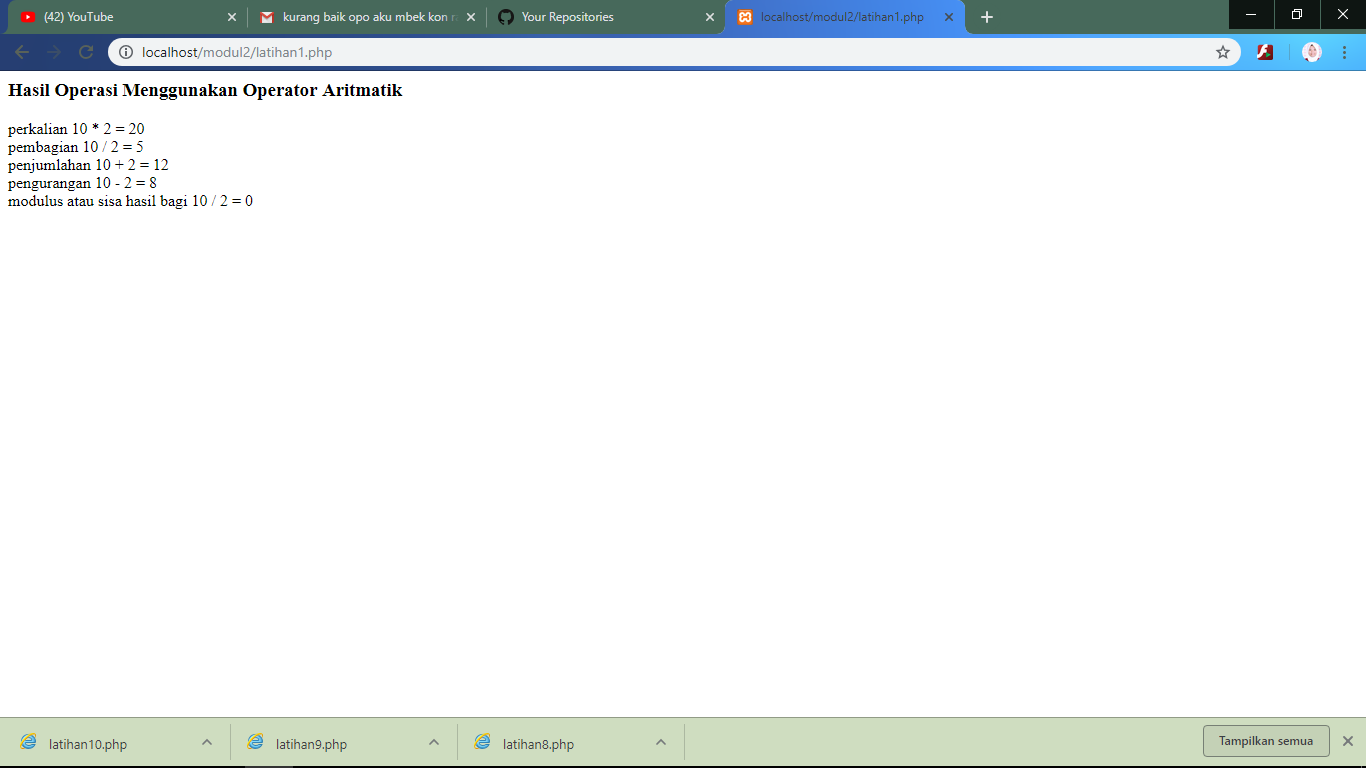 (42) YouTube
kurang baik opo aku mbek kon
Your Repositories
localhost/modul2/latihan1.php
localhost/modul2/latihan1.php
Hasil Operasi Menggunakan Operator Aritmatik
perkalian 10 * 2 = 20
pembagian 10 / 2 = 5
penjumlahan 10 + 2 = 12
pengurangan 10 - 2 = 8
modulus atau sisa hasil bagi 10 / 2 = 0
latihan10.php
latihan9.php
latihan8.php
Tampilkan semua